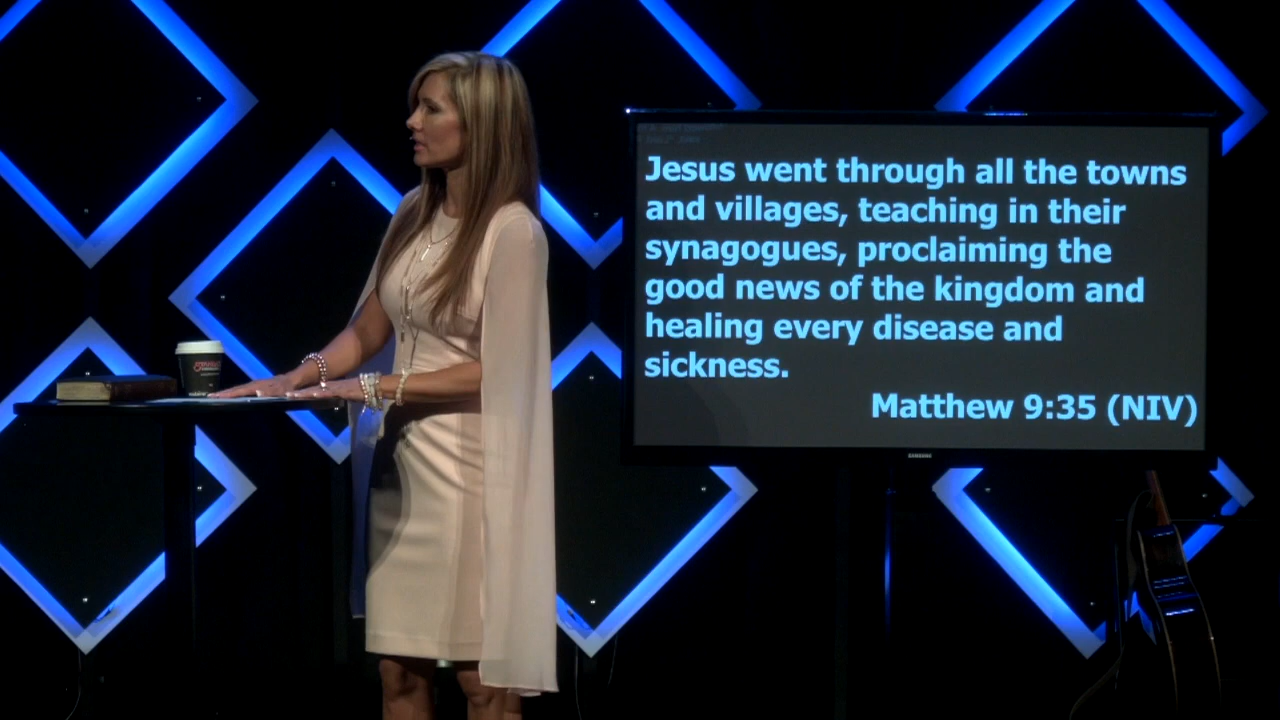 Jesus went through all the towns
and villages, teaching in their
synagogues, proclaiming the
good news of the kingdom and
healing every disease and
sickness.
Matthew 9:35 (NIV)
SAMSUNG